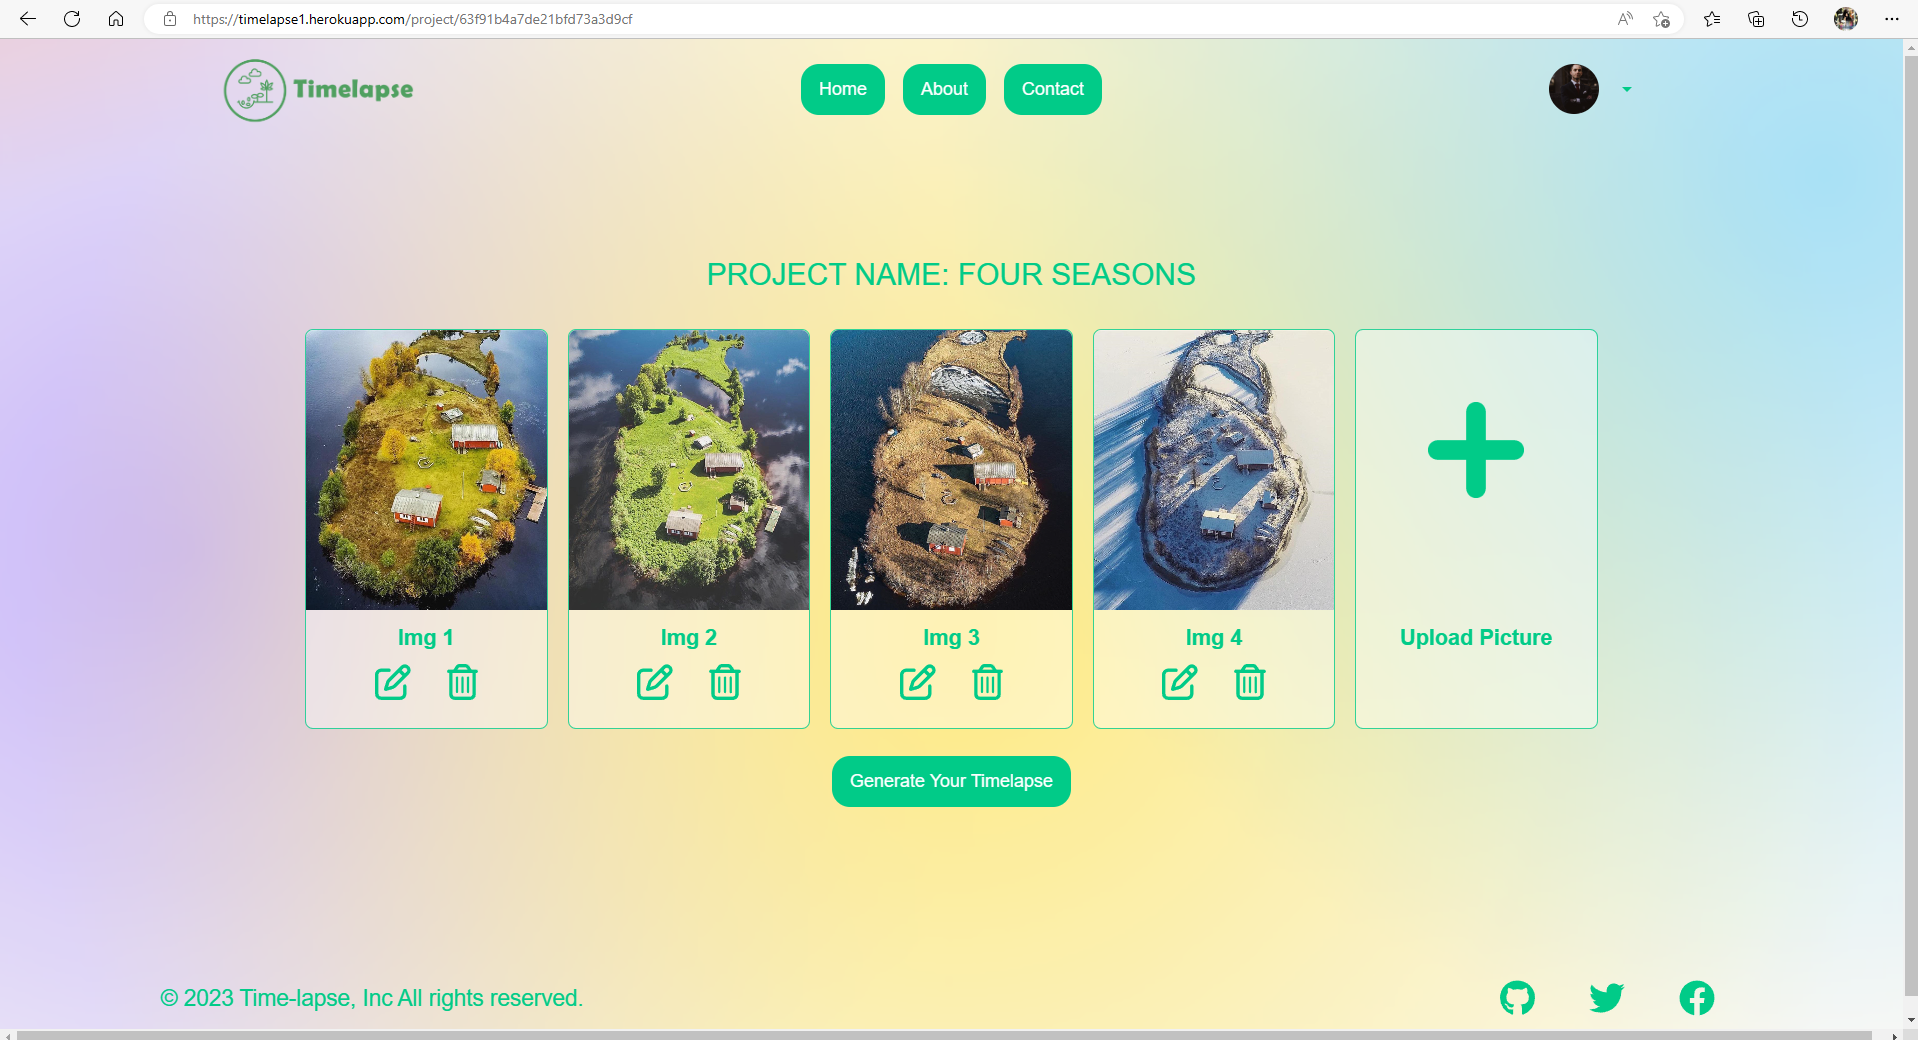 https://timelapse1.herokuapp.com/project/63f91b4a7de21bfd73a3d9cf
Timelapse
Home
About
Contact
PROJECT NAME: FOUR SEASONS
Img 1
Img 2
Img 3
Img 4
Upload Picture
Generate Your Timelapse
© 2023 Time-lapse, Inc All rights reserved.